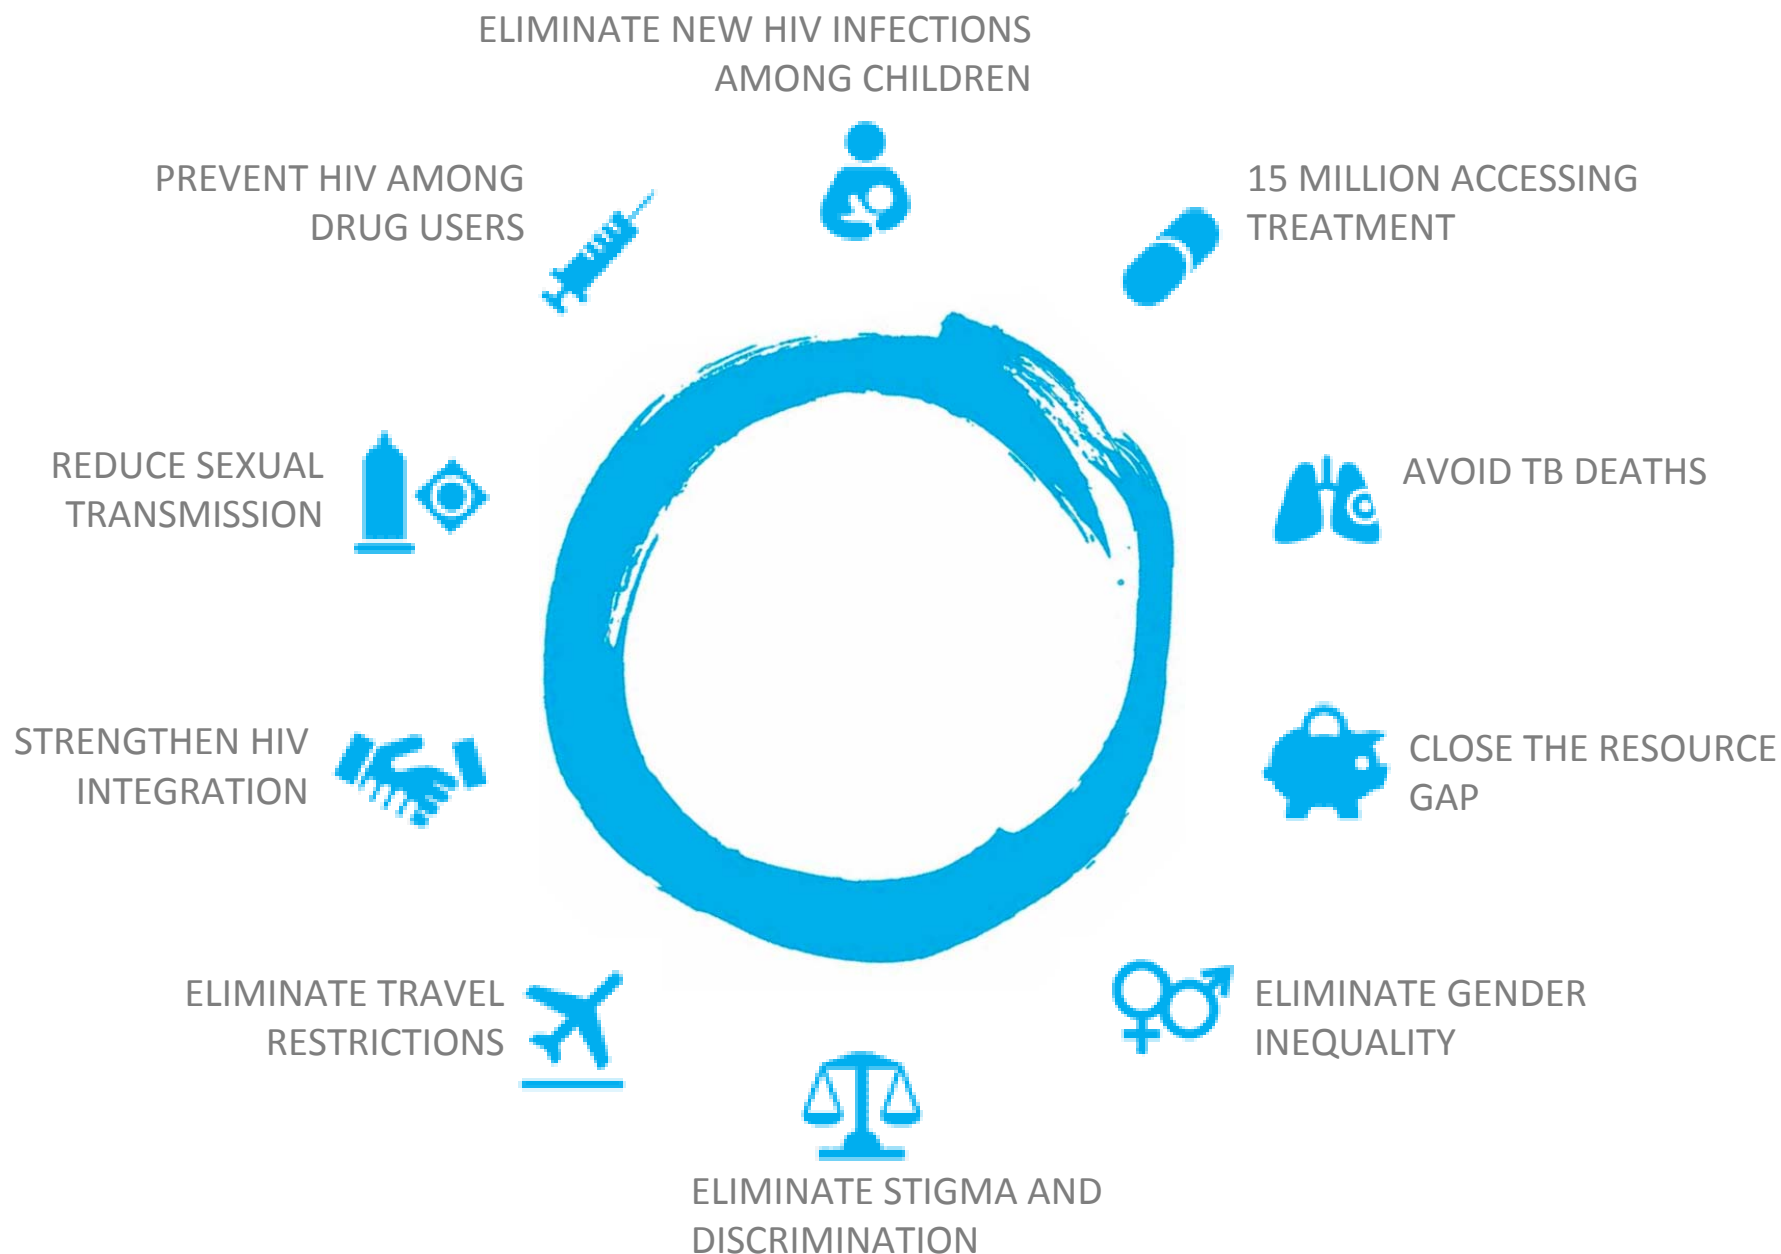 ELIMINATE NEW HIV INFECTIONS
AMONG CHILDREN
PREVENT HIV AMONG
DRUG USERS
15 MILLION ACCESSING
TREATMENT
REDUCE SEXUAL
TRANSMISSION
AVOID TB DEATHS
STRENGTHEN HIV
INTEGRATION
CLOSE THE RESOURCE
GAP
ELIMINATE TRAVEL
RESTRICTIONS
ELIMINATE GENDER
INEQUALITY
ELIMINATE STIGMA AND
DISCRIMINATION